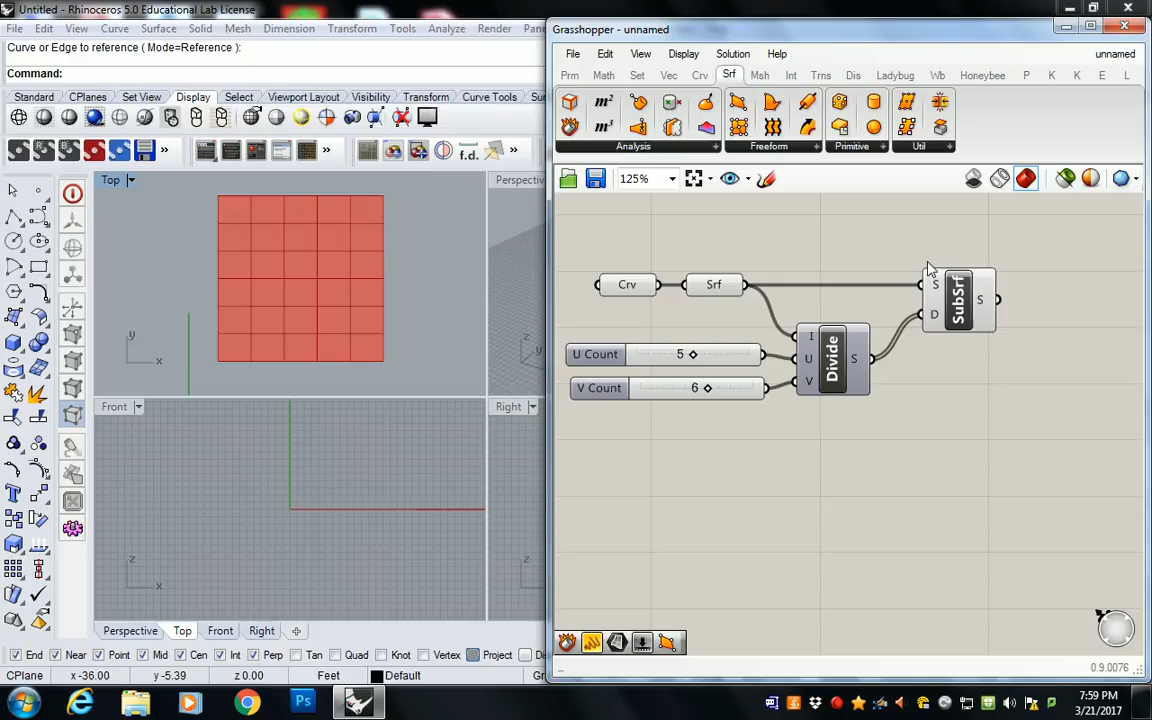 Untitled - Rhinoceros 5.0 Educational Lab License
File Edit View Curve Surface Solid Mesh Dimension Transform Tools Analyze Render
Curve or Edge to reference ( Mode=Reference ):
Command:
Standard CPlanes Set View Display Select Viewport Layout Visibility Transform Curve Tools
f.d.
Top
Perspective
y
x
z
Front
Right
z
x
z
Perspective Top Front Right
End Near Point Mid Cen Int Perp Tan Quad Knot Vertex Project
CPlane x -36.00 y -5.39 z 0.00 Feet Default
Grasshopper - unnamed
File Edit View Display Solution Help unnamed
Prm Math Set Vec Crv Srf Msh Int Trns Dis Ladybug Wb Honeybee P K K E L
m²
m³
Analysis Freeform Primitive Util
125%
Crv
Srf
S
D
SubSrf
S
U Count 5
V Count 6
I
U
V
Divide
S
0.9.0076
Ps
7:59 PM
3/21/2017